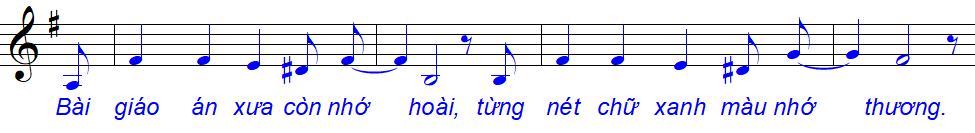 Bài giáo án xưa còn nhớ hoài, từng nét chữ xanh màu nhớ thương.